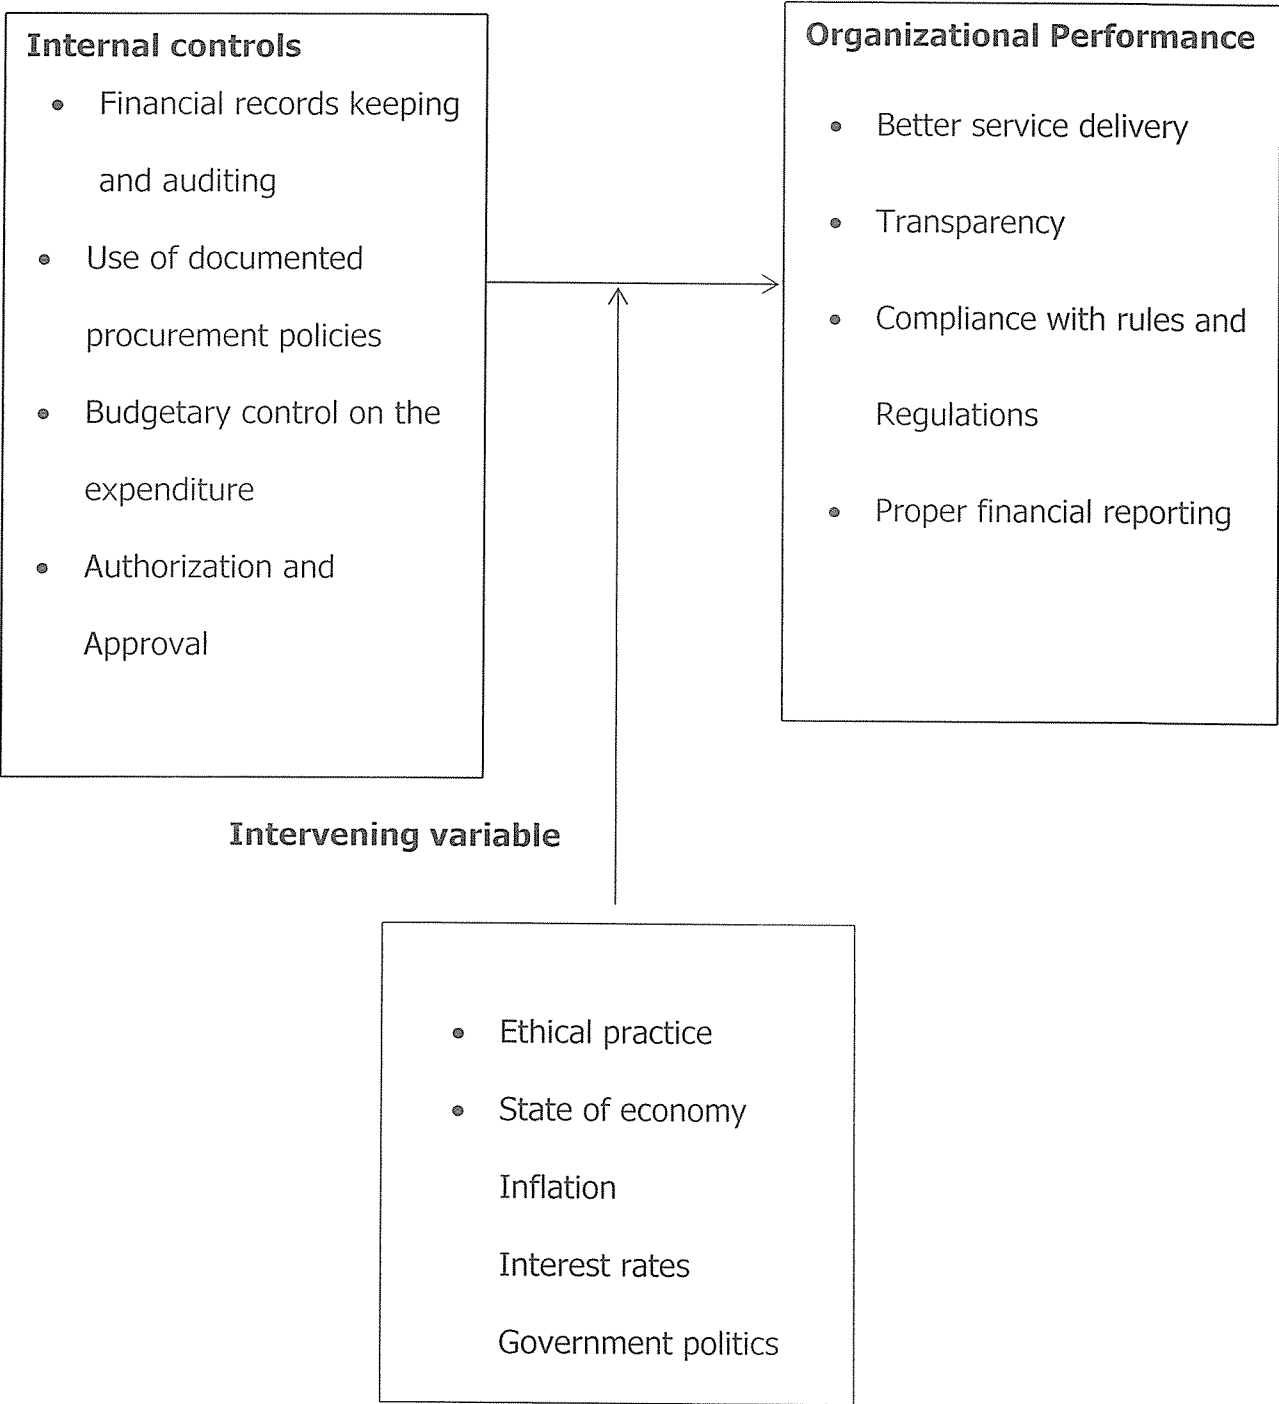 Internal controls
• Financial records keeping
and auditing
• Use of documented
procurement policies
• Budgetary control on the
expenditure
• Authorization and
Approval
Organizational Performance
• Better service delivery
• Transparency
• Compliance with rules and
Regulations
• Proper financial reporting
Intervening variable
• Ethical practice
• State of economy
Inflation
Interest rates
Government politics